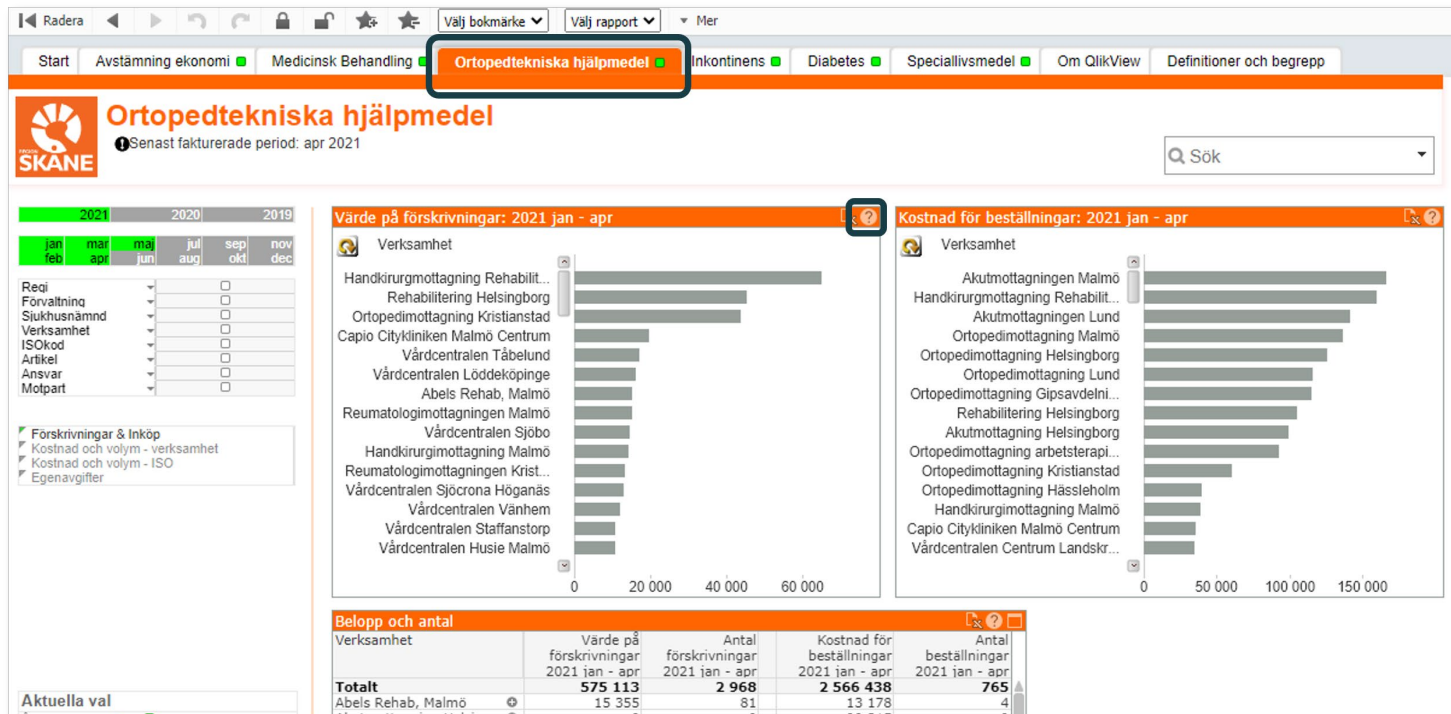 Radera Välj bokmärke Välj rapport Mer
Start Avstämning ekonomi Medicinsk Behandling Ortopedtekniska hjälpmedel Inkontinens Diabetes Speciallivsmedel Om QlikView Definitioner och begrepp
Ortopedtekniska hjälpmedel
Senast fakturerade period: apr 2021
REGION
SKÅNE
Sök
2021 2020 2019
jan mar maj jul sep nov
feb apr jun aug okt dec
Regi
Förvaltning
Sjukhusnämnd
Verksamhet
ISOkod
Artikel
Ansvar
Motpart
Förskrivningar & Inköp
Kostnad och volym - verksamhet
Kostnad och volym - ISO
Egenavgifter
Aktuella val
Värde på förskrivningar: 2021 jan - apr
Verksamhet
Handkirurgmottagning Rehabilit...
Rehabilitering Helsingborg
Ortopedimottagning Kristianstad
Capio Citykliniken Malmö Centrum
Vårdcentralen Tåbelund
Vårdcentralen Löddeköpinge
Abels Rehab, Malmö
Reumatologimottagningen Malmö
Vårdcentralen Sjöbo
Handkirurgimottagning Malmö
Reumatologimottagningen Krist...
Vårdcentralen Sjöcrona Höganäs
Vårdcentralen Vänhem
Vårdcentralen Staffanstorp
Vårdcentralen Husie Malmö
0 20 000 40 000 60 000
Kostnad för beställningar: 2021 jan - apr
Verksamhet
Akutmottagningen Malmö
Handkirurgmottagning Rehabilit...
Akutmottagningen Lund
Ortopedimottagning Malmö
Ortopedimottagning Helsingborg
Ortopedimottagning Lund
Ortopedimottagning Gipsavdelni...
Rehabilitering Helsingborg
Akutmottagning Helsingborg
Ortopedimottagning arbetsterapi...
Ortopedimottagning Kristianstad
Ortopedimottagning Hässleholm
Handkirurgimottagning Malmö
Capio Citykliniken Malmö Centrum
Vårdcentralen Centrum Landskr...
0 50 000 100 000 150 000
Belopp och antal
Verksamhet Värde på Antal Kostnad för Antal
förskrivningar förskrivningar beställningar beställningar
2021 jan - apr 2021 jan - apr 2021 jan - apr 2021 jan - apr
Totalt 575 113 2 968 2 566 438 765
Abels Rehab, Malmö 15 355 81 13 178 4